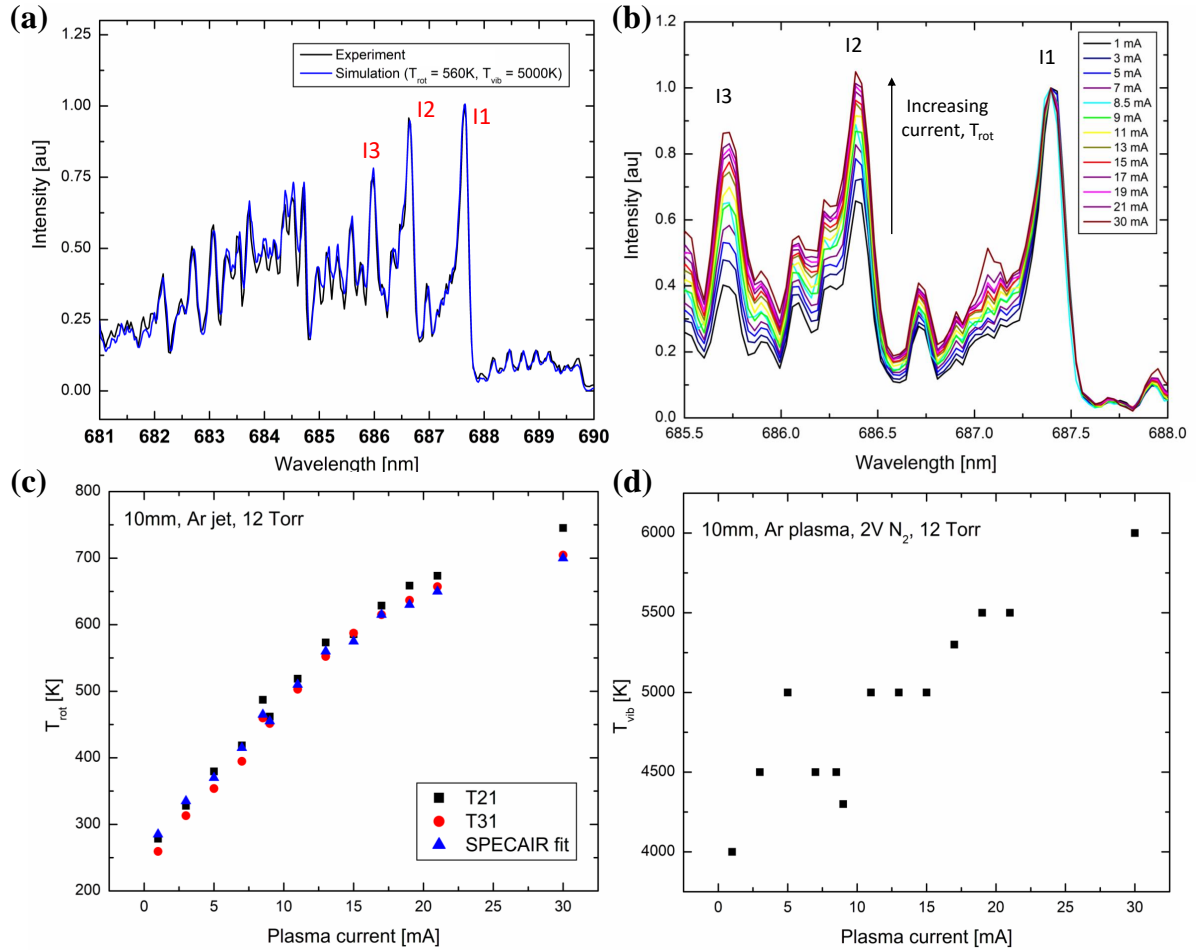 (a)
1.25
1.00
0.75
0.50
0.25
0.00
Intensity [au]
Experiment
Simulation (Trot = 560K, Tvib = 5000K)
I3
I2
I1
681 682 683 684 685 686 687 688 689 690
Wavelength [nm]
(b)
1.2
1.0
0.8
0.6
0.4
0.2
0.0
Intensity [au]
I3
I2
I1
Increasing
current, Trot
1 mA
3 mA
5 mA
7 mA
8.5 mA
9 mA
11 mA
13 mA
15 mA
17 mA
19 mA
21 mA
30 mA
685.5 686.0 686.5 687.0 687.5 688.0
Wavelength [nm]
(c)
800
700
600
500
400
300
200
Trot [K]
10mm, Ar jet, 12 Torr
T21
T31
SPECAIR fit
0 5 10 15 20 25 30
Plasma current [mA]
(d)
6000
5500
5000
4500
4000
Tvib [K]
10mm, Ar plasma, 2V N2, 12 Torr
0 5 10 15 20 25 30
Plasma current [mA]